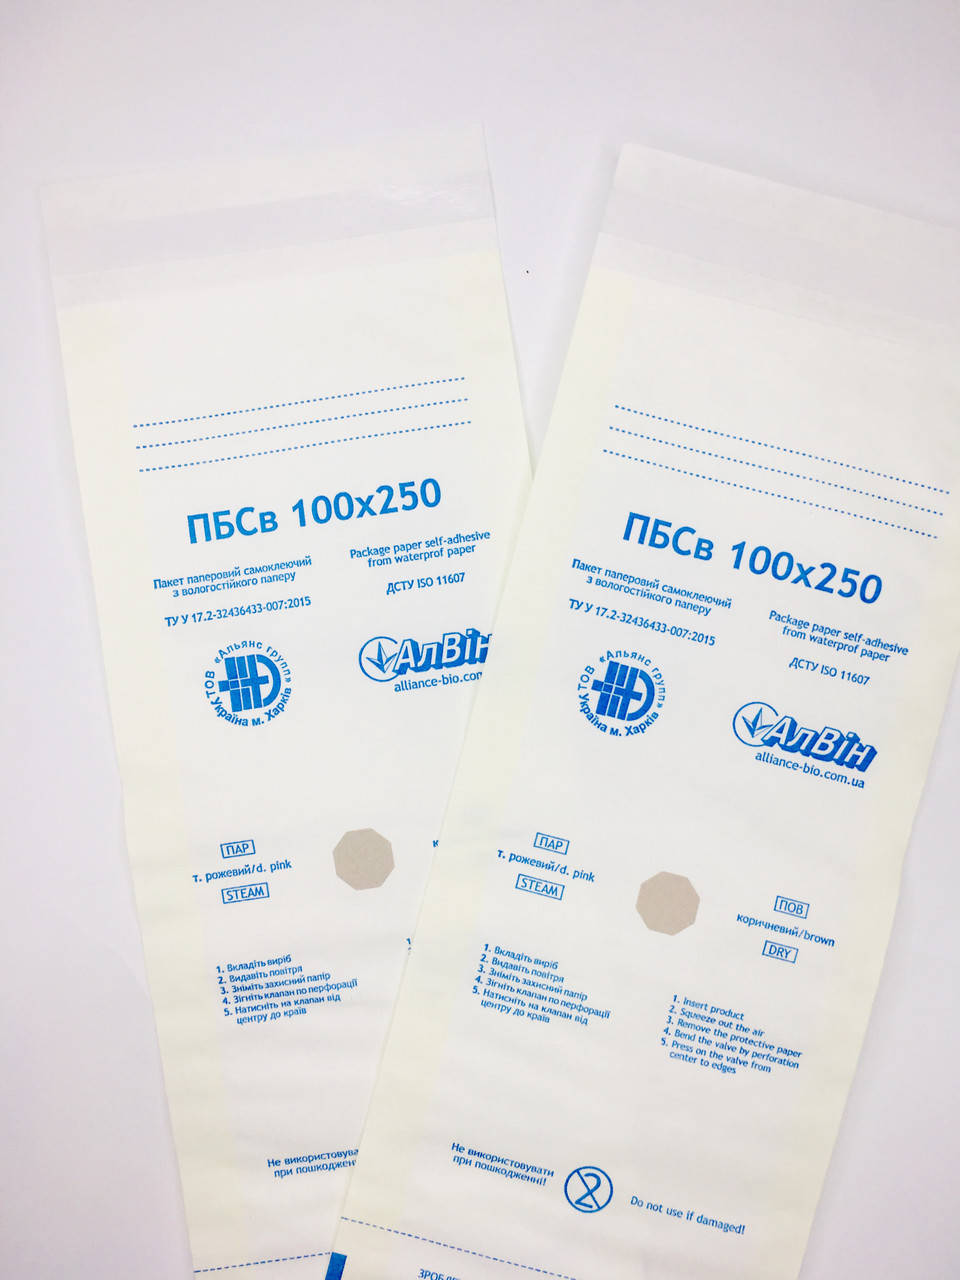 ПБСв 100х250
Пакет паперовий самоклеючий
з вологостійкого паперу
ТУ У 17.2-32436433-007:2015
Package paper self-adhesive
from waterprof paper
ДСТУ ISO 11607
ТОВ «Альянс групп»
Україна м. Харків
АлВін
alliance-bio.com
ПАР
т. рожевий/d. pink
STEAM
1. Вкладіть виріб
2. Видавіть повітря
3. Зніміть захисний папір
4. Зігніть клапан по перфорації
5. Натисніть на клапан від
центру до країв
Не використовува
при пошкоджен
ПБСв 100х250
Пакет паперовий самоклеючий
з вологостійкого паперу
ТУ У 17.2-32436433-007:2015
Package paper self-adhesive
from waterprof paper
ДСТУ ISO 11607
ТОВ «Альянс групп»
Україна м. Харків
АлВін
alliance-bio.com.ua
ПАР
т. рожевий/d. pink
STEAM
ПОВ
коричневий/brown
DRY
1. Вкладіть виріб
2. Видавіть повітря
3. Зніміть захисний папір
4. Зігніть клапан по перфорації
5. Натисніть на клапан від
центру до країв
1. Insert product
2. Squeeze out the air
3. Remove the protective paper
4. Bend the valve by perforation
5. Press on the valve from
center to edges
Не використовувати
при пошкодженні!
2
Do not use if damaged!